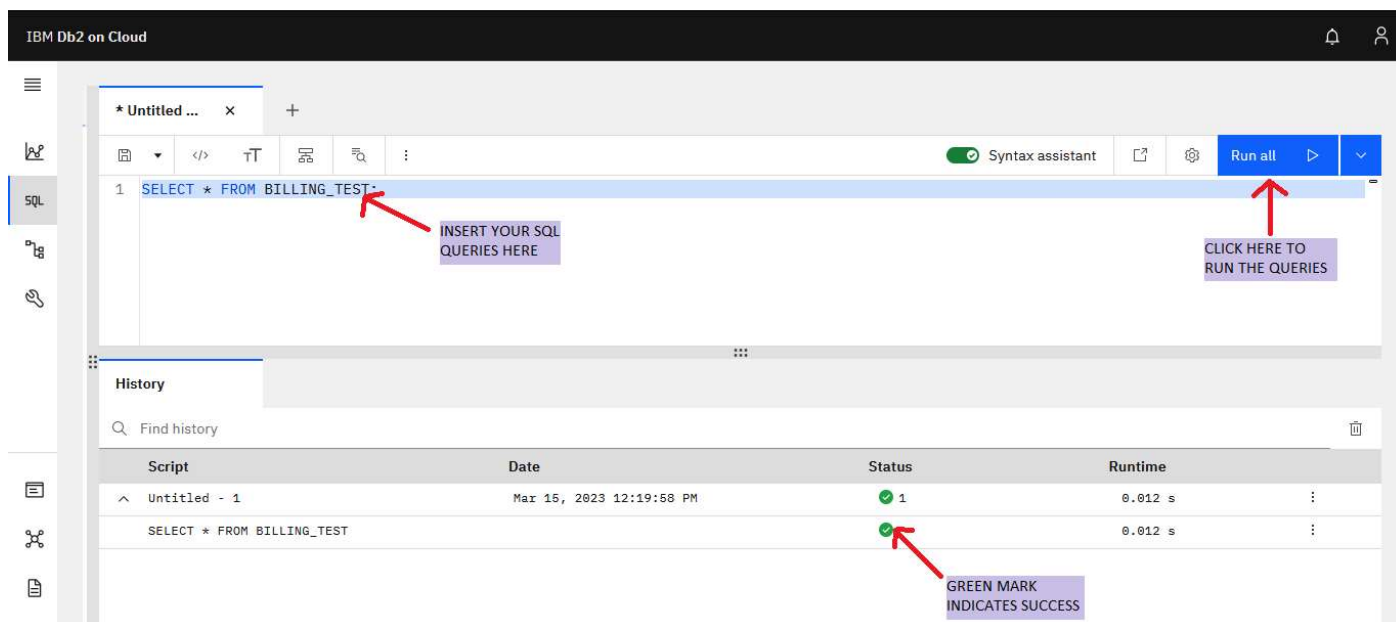 IBM Db2 on Cloud
* Untitled ... × +
</> TT Syntax assistant Run all
1 SELECT * FROM BILLING_TEST;
SQL
INSERT YOUR SQL
QUERIES HERE
CLICK HERE TO
RUN THE QUERIES
History
Find history
Script Date Status Runtime
Untitled - 1 Mar 15, 2023 12:19:58 PM 1 0.012 s
SELECT * FROM BILLING_TEST 0.012 s
GREEN MARK
INDICATES SUCCESS